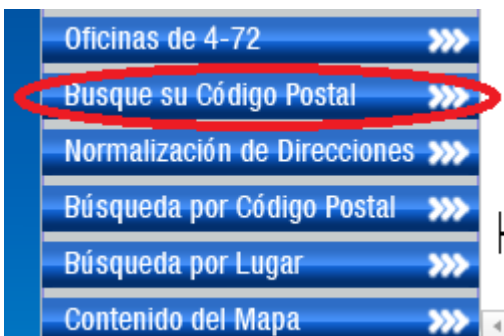 Oficinas de 4-72
Busque su Código Postal
Normalización de Direcciones
Búsqueda por Código Postal
Búsqueda por Lugar
Contenido del Mapa